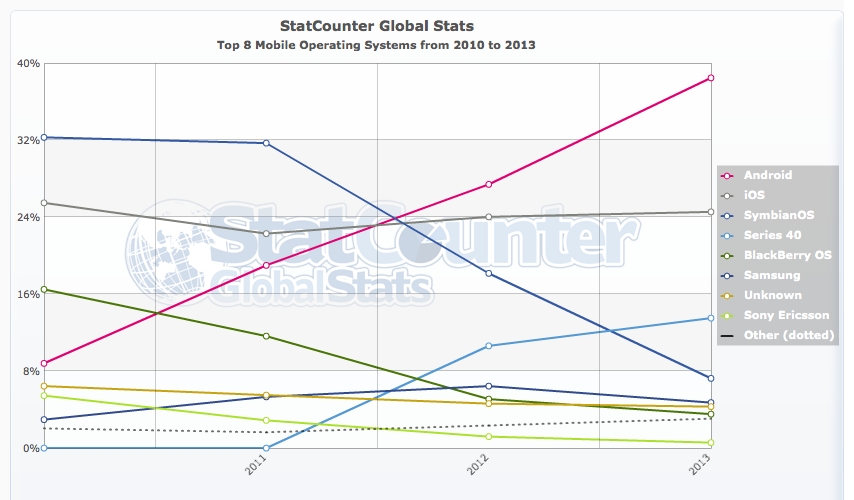 StatCounter Global Stats
Top 8 Mobile Operating Systems from 2010 to 2013
40%
32%
24%
16%
8%
0%
StatCounter
GlobalStats
2011
2012
2013
Android
iOS
SymbianOS
Series 40
BlackBerry OS
Samsung
Unknown
Sony Ericsson
Other (dotted)